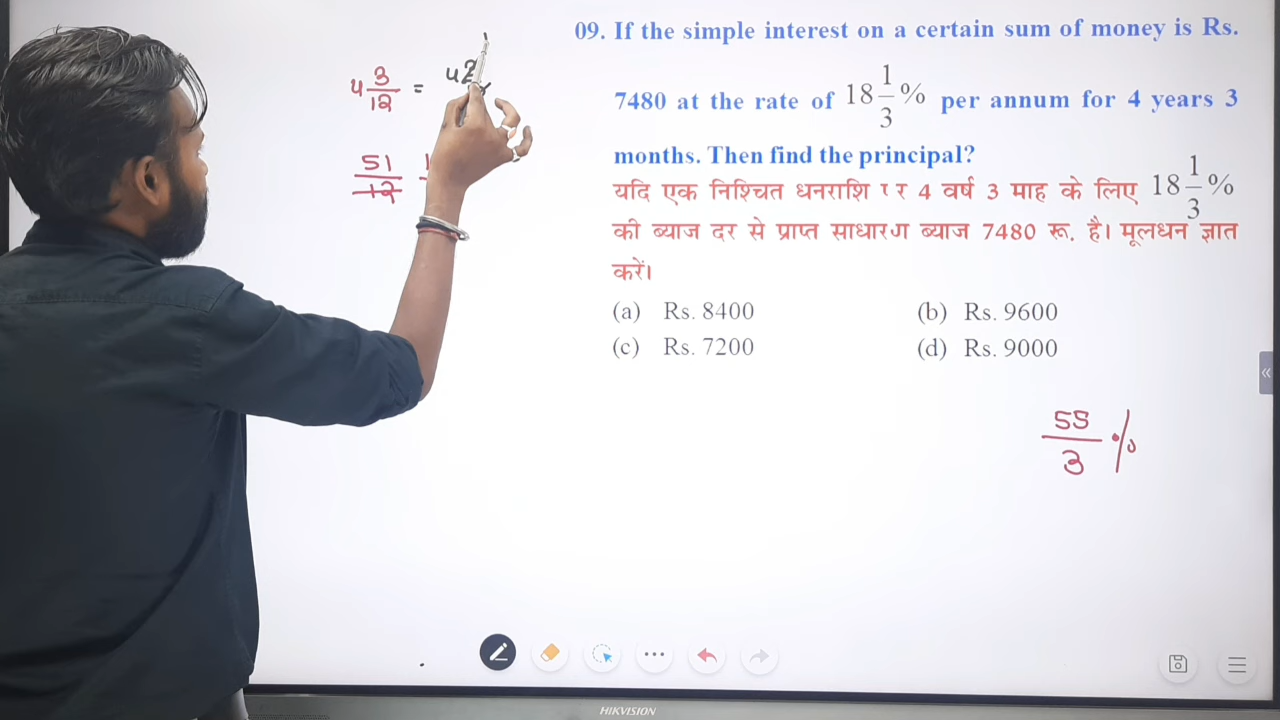 09. If the simple interest on a certain sum of money is Rs.
7480 at the rate of 18 1/3 % per annum for 4 years 3
months. Then find the principal?
यदि एक निश्चित धनराशि पर 4 वर्ष 3 माह के लिए 18 1/3 %
की ब्याज दर से प्राप्त साधारण ब्याज 7480 रू. है। मूलधन ज्ञात
करें।
(a) Rs. 8400 (b) Rs. 9600
(c) Rs. 7200 (d) Rs. 9000
4 3/12 =
51/12
55/3 %
HIKVISION